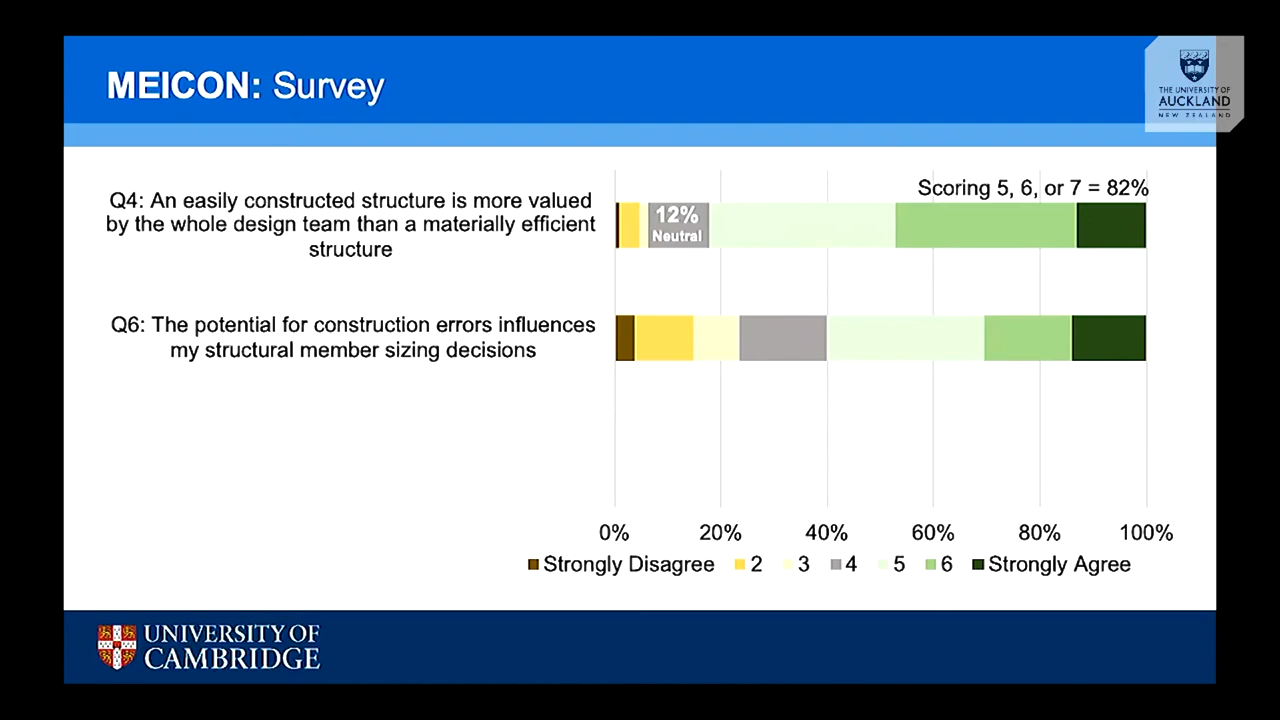 MEICON: Survey
THE UNIVERSITY OF
AUCKLAND
NEW ZEALAND
Scoring 5, 6, or 7 = 82%
Q4: An easily constructed structure is more valued
by the whole design team than a materially efficient
structure
12%
Neutral
Q6: The potential for construction errors influences
my structural member sizing decisions
0% 20% 40% 60% 80% 100%
Strongly Disagree 2 3 4 5 6 Strongly Agree
UNIVERSITY OF
CAMBRIDGE